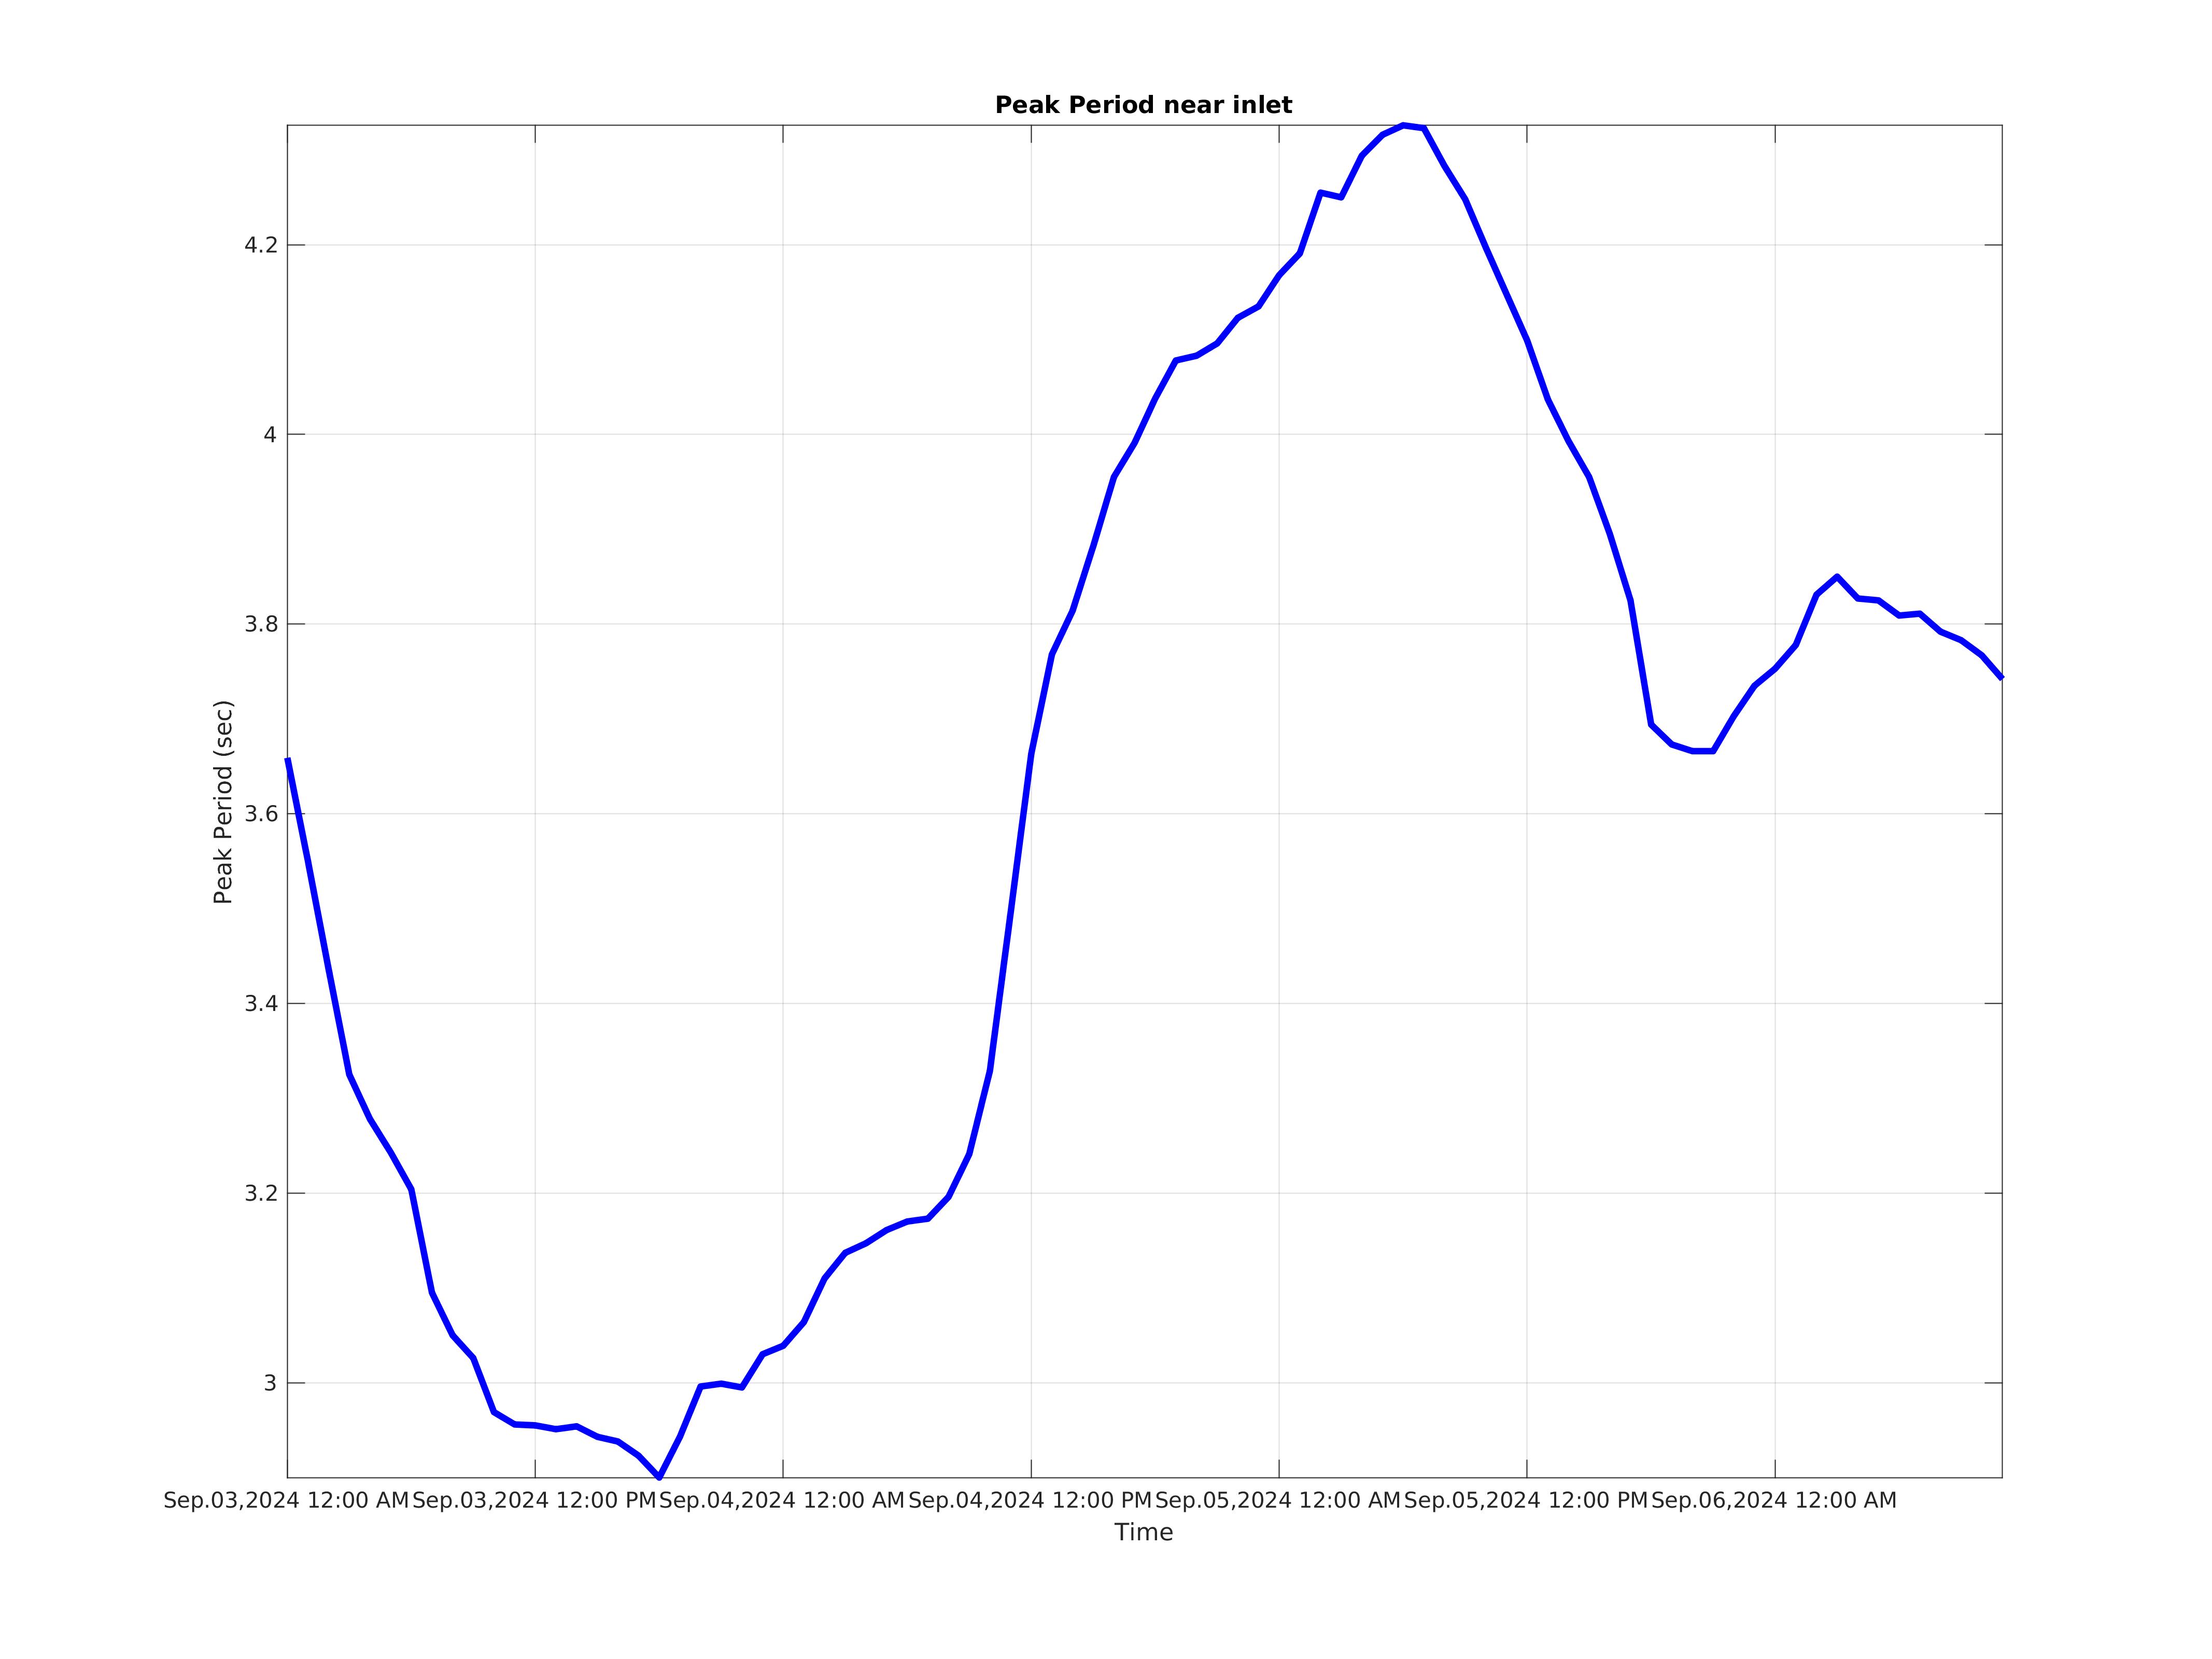 Peak Period near inlet
4.2
4
3.8
3.6
3.4
3.2
3
Peak Period (sec)
Sep.03,2024 12:00 AM Sep.03,2024 12:00 PM Sep.04,2024 12:00 AM Sep.04,2024 12:00 PM Sep.05,2024 12:00 AM Sep.05,2024 12:00 PM Sep.06,2024 12:00 AM
Time